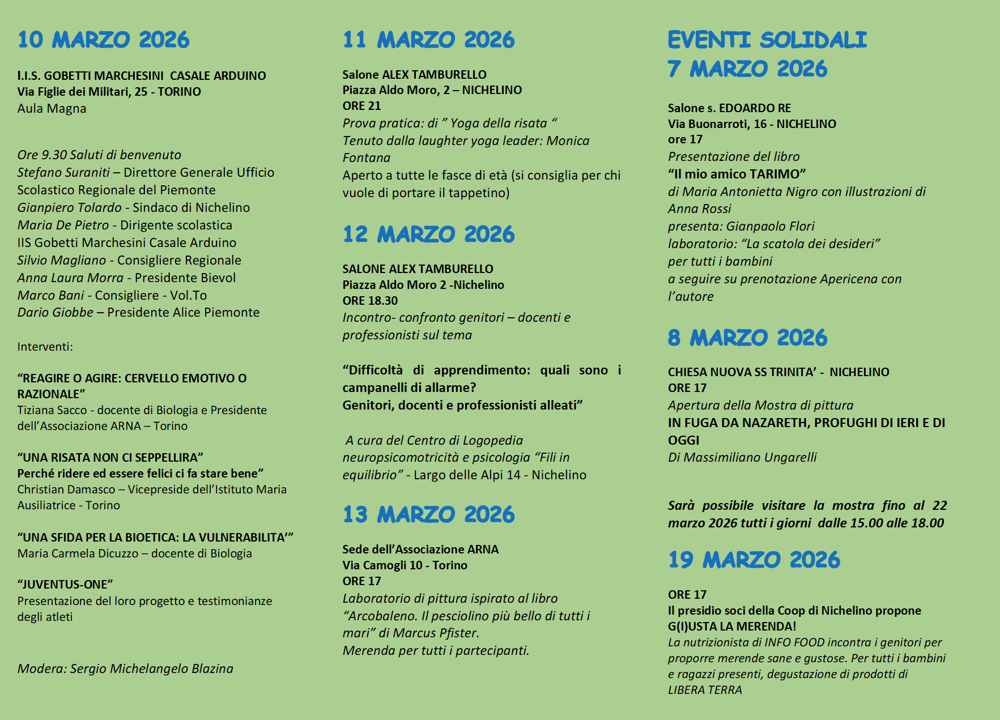 10 MARZO 2026
I.I.S. GOBETTI MARCHESINI  CASALE ARDUINO
Via Figlie dei Militari, 25 - TORINO
Aula Magna
Ore 9.30 Saluti di benvenuto
Stefano Suraniti – Direttore Generale Ufficio
Scolastico Regionale del Piemonte
Gianpiero Tolardo - Sindaco di Nichelino
Maria De Pietro - Dirigente scolastica
IIS Gobetti Marchesini Casale Arduino
Silvio Magliano - Consigliere Regionale
Anna Laura Morra - Presidente Bievol
Marco Bani - Consigliere - Vol.To
Dario Giobbe – Presidente Alice Piemonte
Interventi:
“REAGIRE O AGIRE: CERVELLO EMOTIVO O
RAZIONALE”
Tiziana Sacco - docente di Biologia e Presidente
dell’Associazione ARNA – Torino
“UNA RISATA NON CI SEPPELLIRA”
Perché ridere ed essere felici ci fa stare bene”
Christian Damasco – Vicepreside dell’Istituto Maria
Ausiliatrice - Torino
“UNA SFIDA PER LA BIOETICA: LA VULNERABILITA’”
Maria Carmela Dicuzzo – docente di Biologia
“JUVENTUS-ONE”
Presentazione del loro progetto e testimonianze
degli atleti
Modera: Sergio Michelangelo Blazina
11 MARZO 2026
Salone ALEX TAMBURELLO
Piazza Aldo Moro, 2 – NICHELINO
ORE 21
Prova pratica: di ” Yoga della risata “
Tenuto dalla laughter yoga leader: Monica
Fontana
Aperto a tutte le fasce di età (si consiglia per chi
vuole di portare il tappetino)
12 MARZO 2026
SALONE ALEX TAMBURELLO
Piazza Aldo Moro 2 -Nichelino
ORE 18.30
Incontro- confronto genitori – docenti e
professionisti sul tema
“Difficoltà di apprendimento: quali sono i
campanelli di allarme?
Genitori, docenti e professionisti alleati”
A cura del Centro di Logopedia
neuropsicomotricità e psicologia “Fili in
equilibrio” - Largo delle Alpi 14 - Nichelino
13 MARZO 2026
Sede dell’Associazione ARNA
Via Camogli 10 - Torino
ORE 17
Laboratorio di pittura ispirato al libro
“Arcobaleno. Il pesciolino più bello di tutti i
mari” di Marcus Pfister.
Merenda per tutti i partecipanti.
EVENTI SOLIDALI
7 MARZO 2026
Salone s. EDOARDO RE
Via Buonarroti, 16 - NICHELINO
ore 17
Presentazione del libro
“Il mio amico TARIMO”
di Maria Antonietta Nigro con illustrazioni di
Anna Rossi
presenta: Gianpaolo Flori
laboratorio: “La scatola dei desideri”
per tutti i bambini
a seguire su prenotazione Apericena con
l’autore
8 MARZO 2026
CHIESA NUOVA SS TRINITA’ -  NICHELINO
ORE 17
Apertura della Mostra di pittura
IN FUGA DA NAZARETH, PROFUGHI DI IERI E DI
OGGI
Di Massimiliano Ungarelli
Sarà possibile visitare la mostra fino al 22
marzo 2026 tutti i giorni  dalle 15.00 alle 18.00
19 MARZO 2026
ORE 17
Il presidio soci della Coop di Nichelino propone
G(I)USTA LA MERENDA!
La nutrizionista di INFO FOOD incontra i genitori per
proporre merende sane e gustose. Per tutti i bambini
e ragazzi presenti, degustazione di prodotti di
LIBERA TERRA